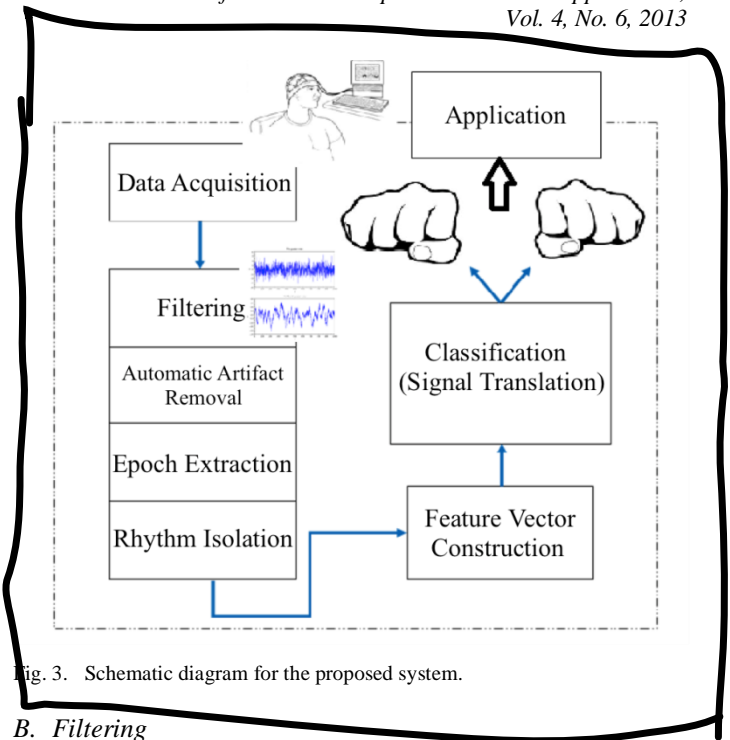 Vol. 4, No. 6, 2013
Application
Data Acquisition
Filtering
Automatic Artifact
Removal
Epoch Extraction
Rhythm Isolation
Classification
(Signal Translation)
Feature Vector
Construction
Fig. 3. Schematic diagram for the proposed system.
B. Filtering